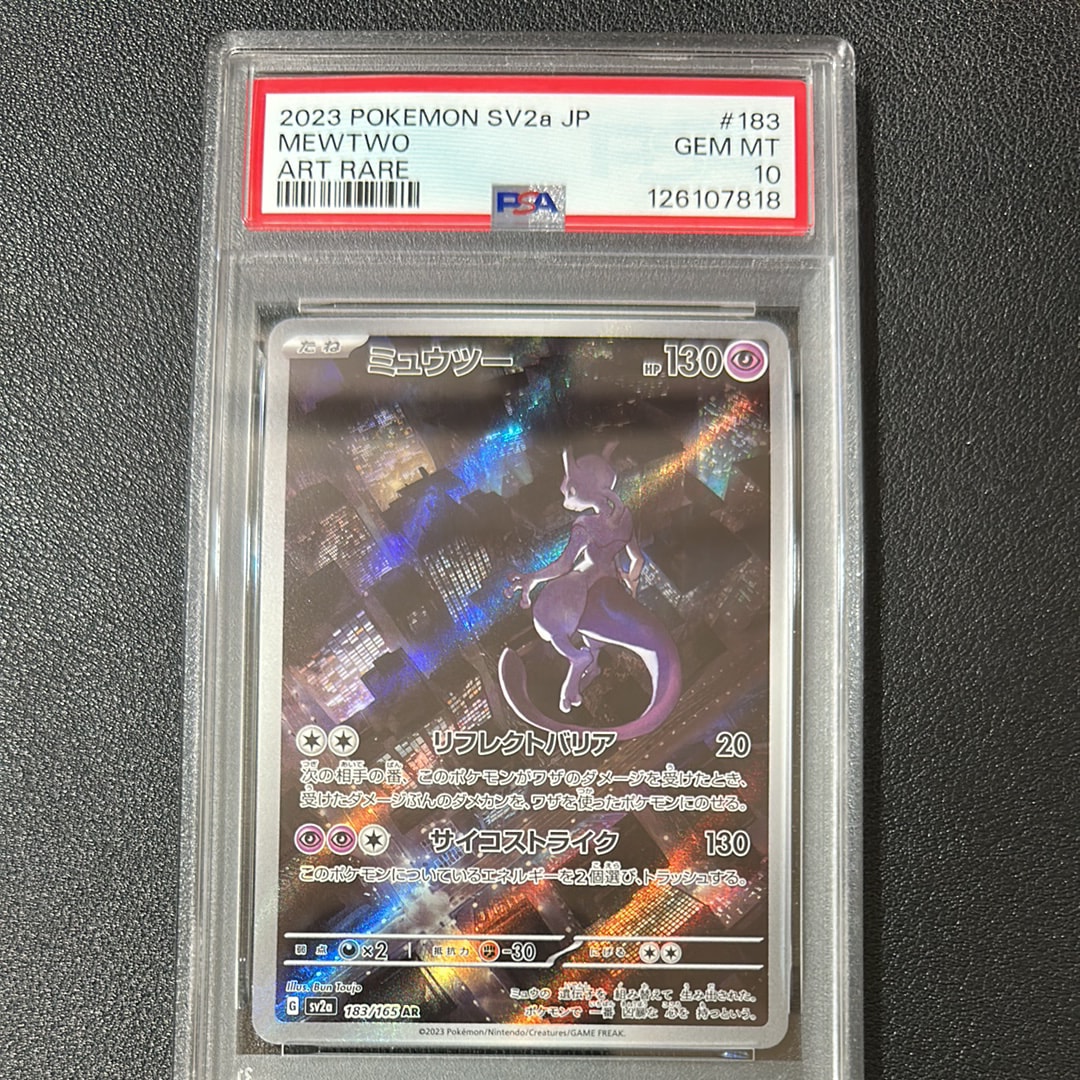 2023 POKEMON SV2a JP #183
MEWTWO GEM MT
ART RARE 10
PSA 126107818
たね ミュウツー HP 130
リフレクトバリア 20
次の相手の番、このポケモンがワザのダメージを受けたとき、
受けたダメージぶんのダメカンを、ワザを使ったポケモンにのせる。
サイコストライク 130
このポケモンについているエネルギーを2個選び、トラッシュする。
弱点 ×2 抵抗力 -30 にげる
Illus. Bun Toujo
G sv2a 183/165 AR
ミュウの 遺伝子を 組み替えて 生み出された。
ポケモンで 一番 凶暴な 心を 持つという。
©2023 Pokémon/Nintendo/Creatures/GAME FREAK.